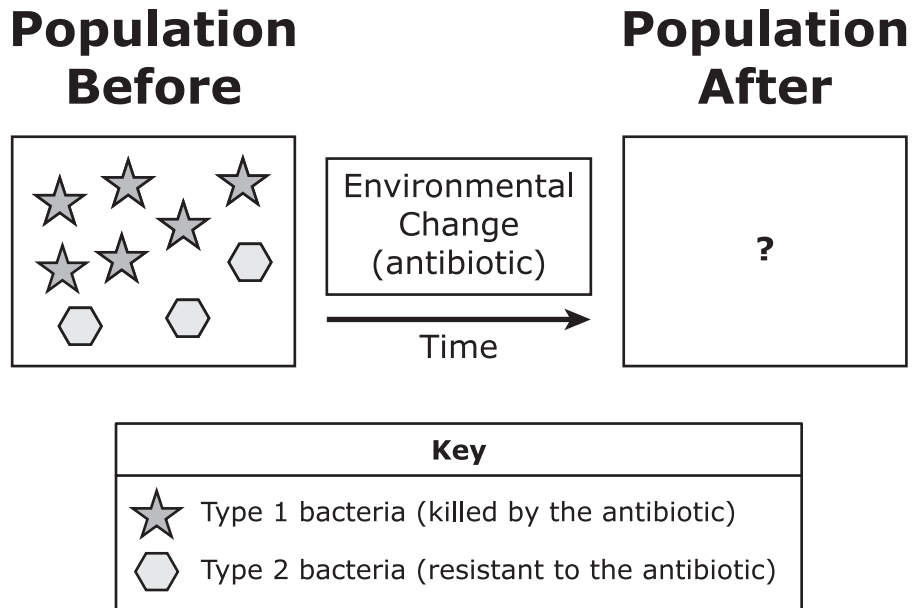 Population
Before
Population
After
Environmental
Change
(antibiotic)
?
Time
Key
Type 1 bacteria (killed by the antibiotic)
Type 2 bacteria (resistant to the antibiotic)